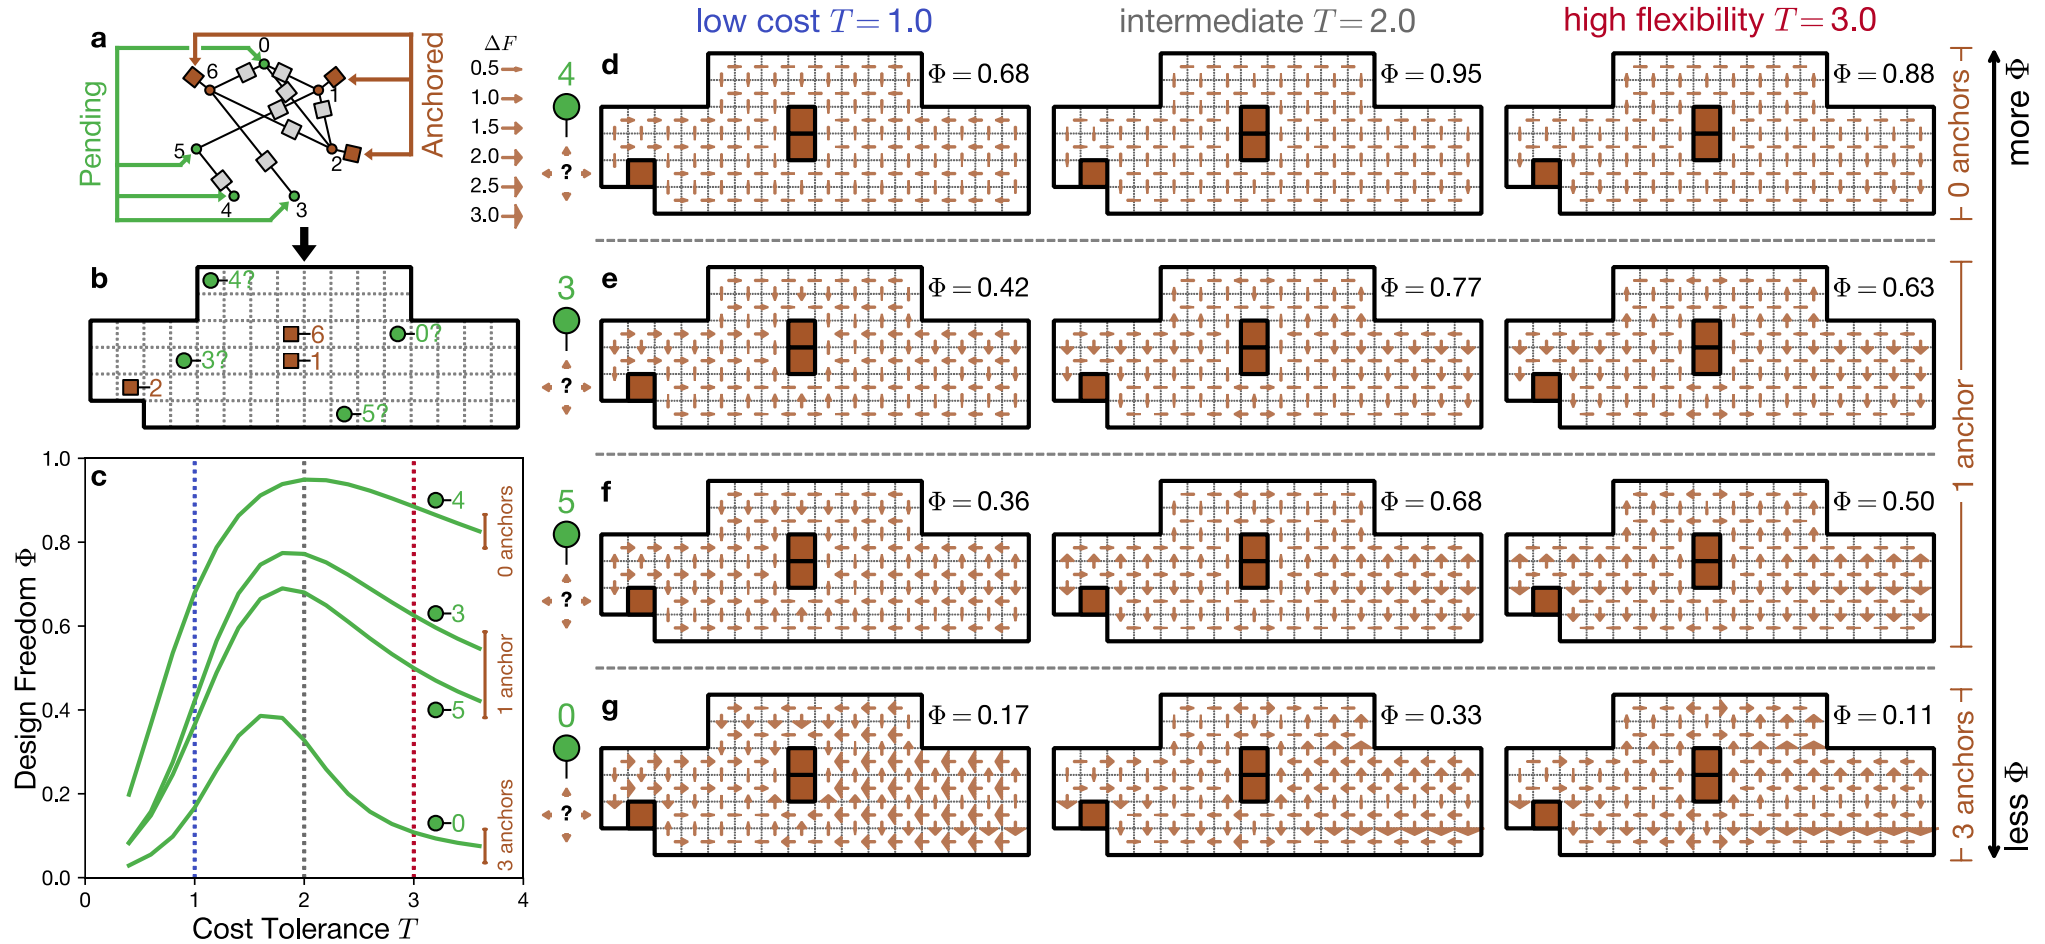 low cost T = 1.0
intermediate T = 2.0
high flexibility T = 3.0
a
Pending
Anchored
0
6
1
5
2
4
3
ΔF
0.5
1.0
1.5
2.0
2.5
3.0
b
4?
6
0?
3?
1
2
5?
c
Design Freedom Φ
1.0
0.8
0.6
0.4
0.2
0.0
0
1
2
3
4
Cost Tolerance T
4
0 anchors
3
1 anchor
5
0
3 anchors
4
?
d
Φ = 0.68
Φ = 0.95
Φ = 0.88
0 anchors
3
?
e
Φ = 0.42
Φ = 0.77
Φ = 0.63
1 anchor
5
?
f
Φ = 0.36
Φ = 0.68
Φ = 0.50
0
?
g
Φ = 0.17
Φ = 0.33
Φ = 0.11
3 anchors
more Φ
less Φ